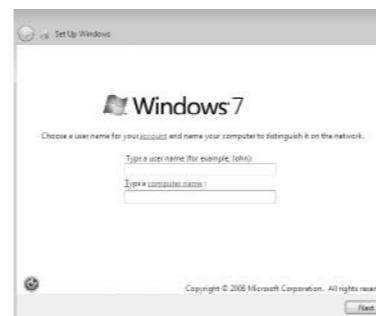 Set Up Windows
Windows 7
Choose a user name for your account and name your computer to distinguish it on the network.
Type a user name (for example, John):
Type a computer name :
Copyright © 2008 Microsoft Corporation. All rights reser
Next